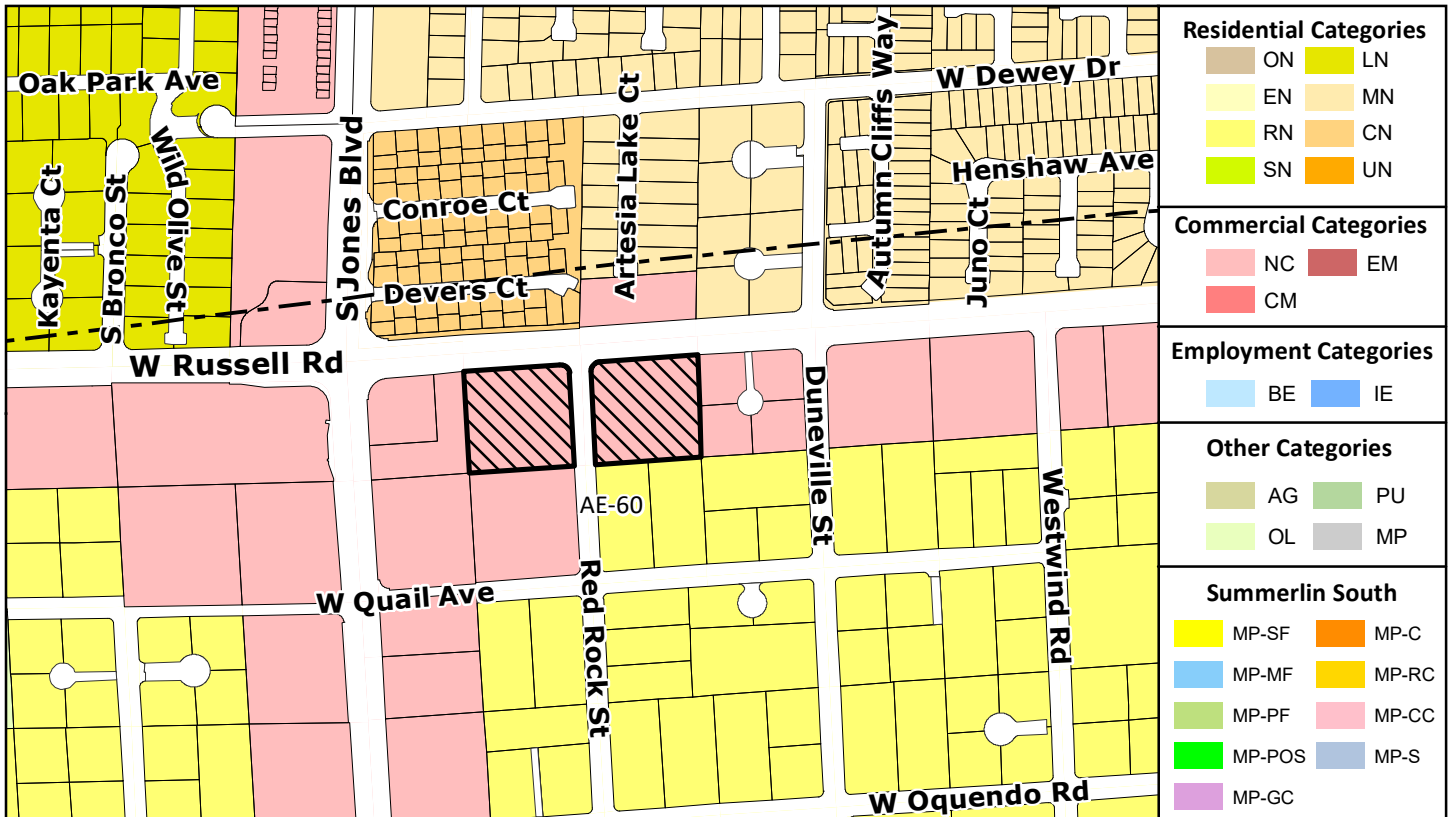 Oak Park Ave
Kayenta Ct
S Bronco St
Wild Olive St
S Jones Blvd
Conroe Ct
Devers Ct
Artesia Lake Ct
Autumn Cliffs Way
W Dewey Dr
Henshaw Ave
Juno Ct
W Russell Rd
Duneville St
AE-60
Westwind Rd
W Quail Ave
Red Rock St
W Oquendo Rd
Residential Categories
ON LN
EN MN
RN CN
SN UN
Commercial Categories
NC EM
CM
Employment Categories
BE IE
Other Categories
AG PU
OL MP
Summerlin South
MP-SF MP-C
MP-MF MP-RC
MP-PF MP-CC
MP-POS MP-S
MP-GC